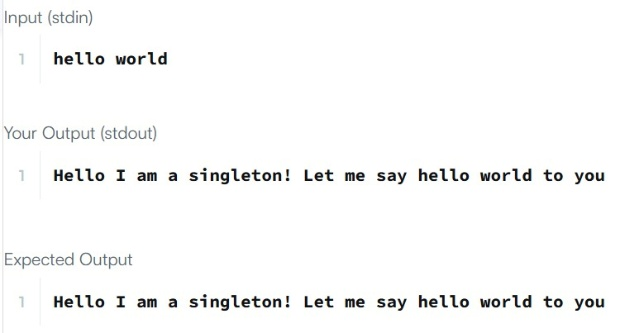 Input (stdin)
1 hello world
Your Output (stdout)
1 Hello I am a singleton! Let me say hello world to you
Expected Output
1 Hello I am a singleton! Let me say hello world to you